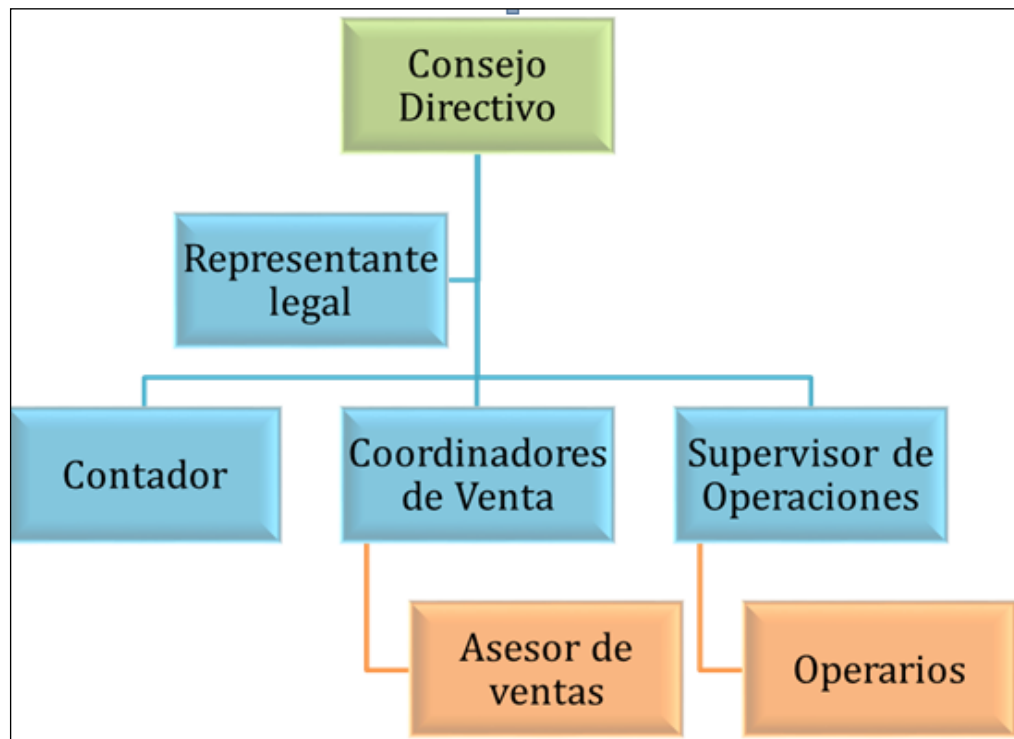 Consejo
Directivo
Representante
legal
Contador
Coordinadores
de Venta
Supervisor de
Operaciones
Asesor de
ventas
Operarios